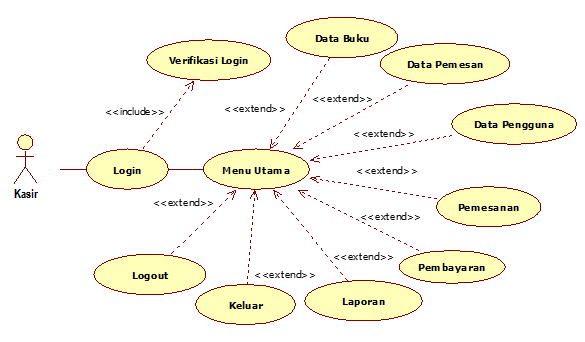 Data Buku
Verifikasi Login
Data Pemesan
<<include>>
<<extend>>
<<extend>>
Data Pengguna
<<extend>>
Login
Menu Utama
<<extend>>
Kasir
<<extend>>
Pemesanan
<<extend>>
<<extend>>
Logout
<<extend>>
Pembayaran
Keluar
Laporan